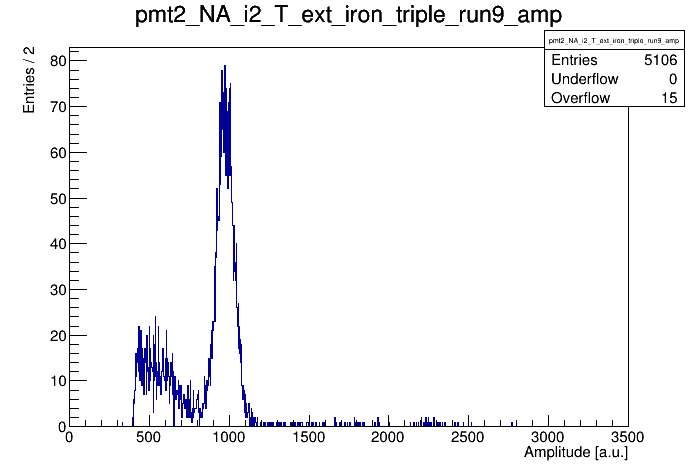 pmt2_NA_i2_T_ext_iron_triple_run9_amp
pmt2_NA_i2_T_ext_iron_triple_run9_amp
Entries 5106
Underflow 0
Overflow 15
Entries / 2
80
70
60
50
40
30
20
10
0
0 500 1000 1500 2000 2500 3000 3500
Amplitude [a.u.]